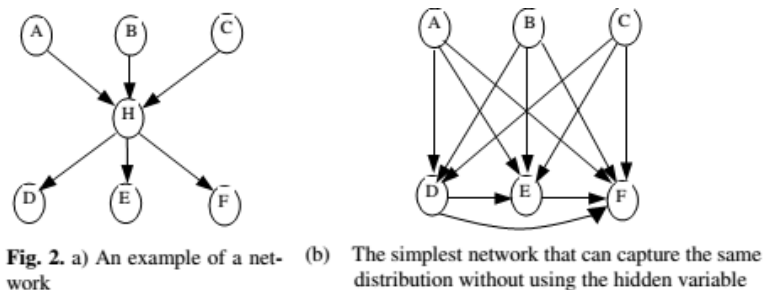 A B C
H
D E F
A B C
D E F
Fig. 2. a) An example of a net-
work
(b) The simplest network that can capture the same
distribution without using the hidden variable